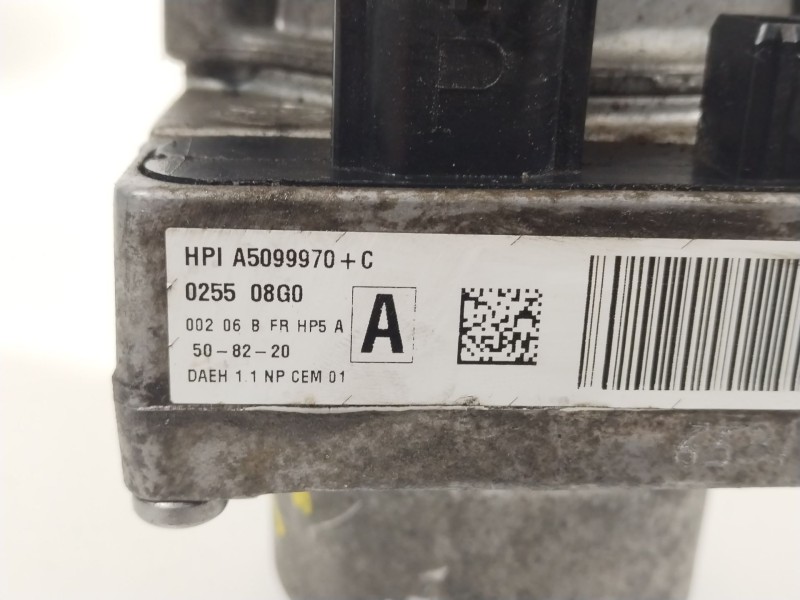 HPI A5099970+C
0255 08G0
002 06 B FR HP5 A
A
50-82-20
DAEH 1.1 NP CEM 01